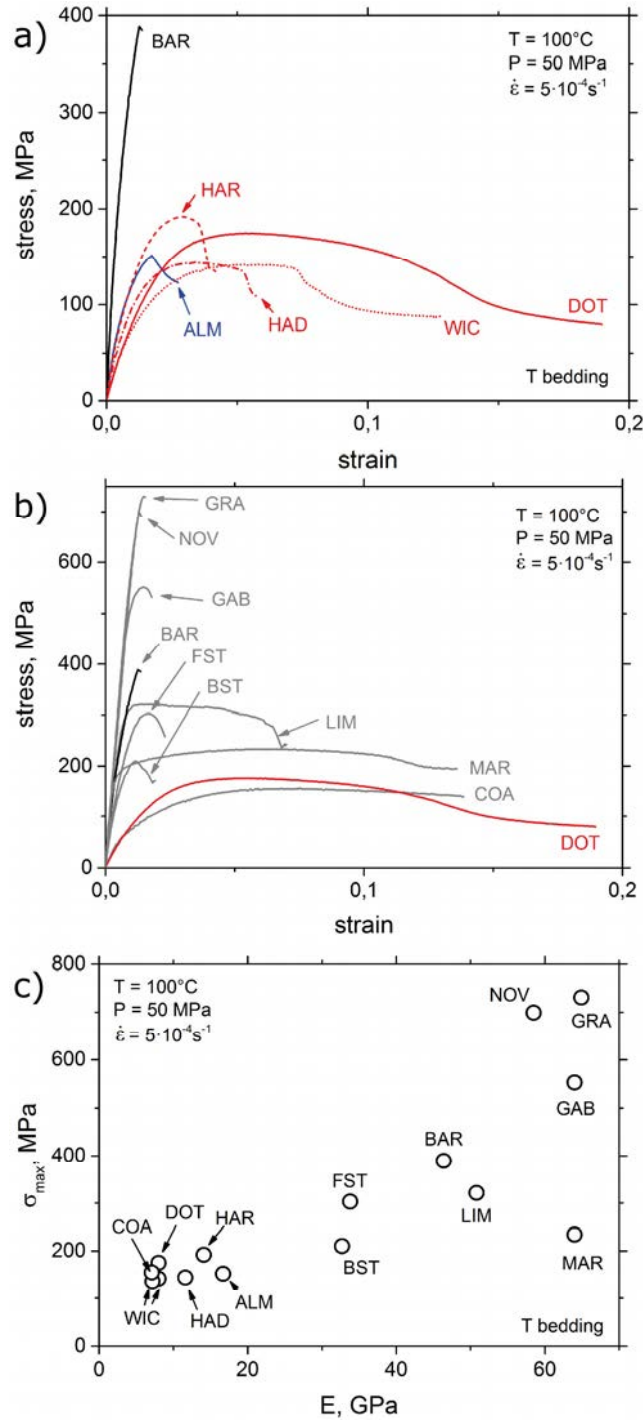 a)
BAR
T = 100°C
P = 50 MPa
ε̇ = 5·10⁻⁴s⁻¹
400
300
200
100
0
stress, MPa
HAR
ALM
HAD
WIC
DOT
T bedding
0,0
0,1
0,2
strain
b)
GRA
NOV
GAB
BAR
FST
BST
T = 100°C
P = 50 MPa
ε̇ = 5·10⁻⁴s⁻¹
600
400
200
0
stress, MPa
LIM
MAR
COA
DOT
0,0
0,1
0,2
strain
c)
800
600
400
200
0
σmax, MPa
T = 100°C
P = 50 MPa
ε̇ = 5·10⁻⁴s⁻¹
NOV
GRA
GAB
BAR
FST
LIM
BST
MAR
COA
DOT
HAR
WIC
HAD
ALM
T bedding
0
20
40
60
E, GPa